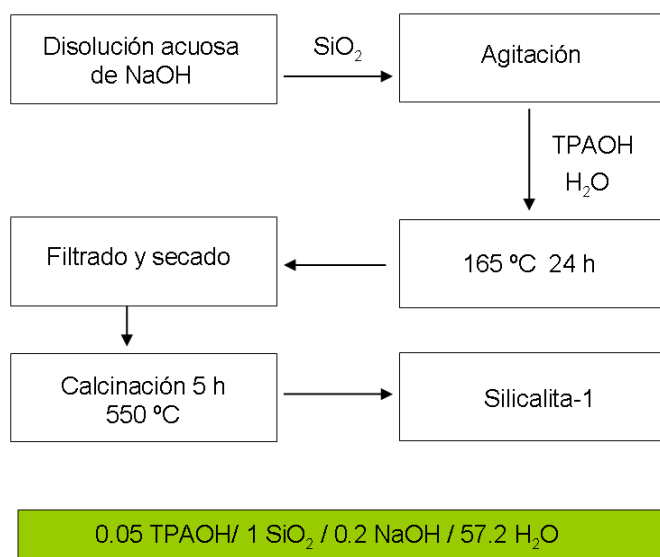 Disolución acuosa
de NaOH
SiO₂
Agitación
TPAOH
H₂O
165 ºC 24 h
Filtrado y secado
Calcinación 5 h
550 ºC
Silicalita-1
0.05 TPAOH/ 1 SiO₂ / 0.2 NaOH / 57.2 H₂O